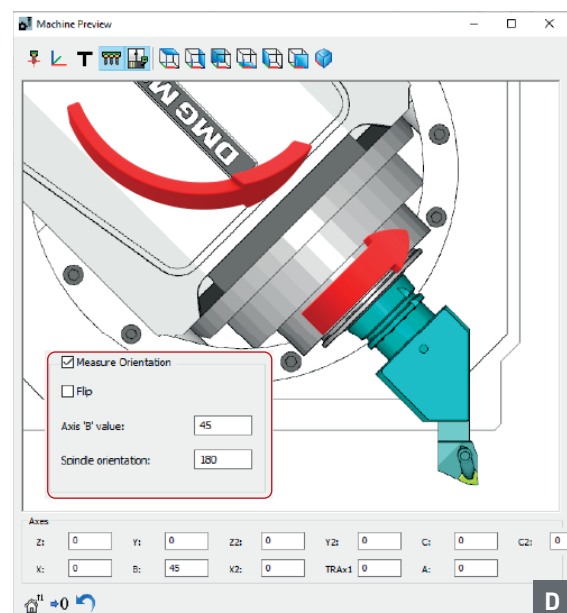 Machine Preview
DMG M
Measure Orientation
Flip
Axis 'B' value: 45
Spindle orientation: 180
Axes
Z: 0 Y: 0 Z2: 0 Y2: 0 C: 0 C2: 0
X: 0 B: 45 X2: 0 TRAx1 0 A: 0
→0
D